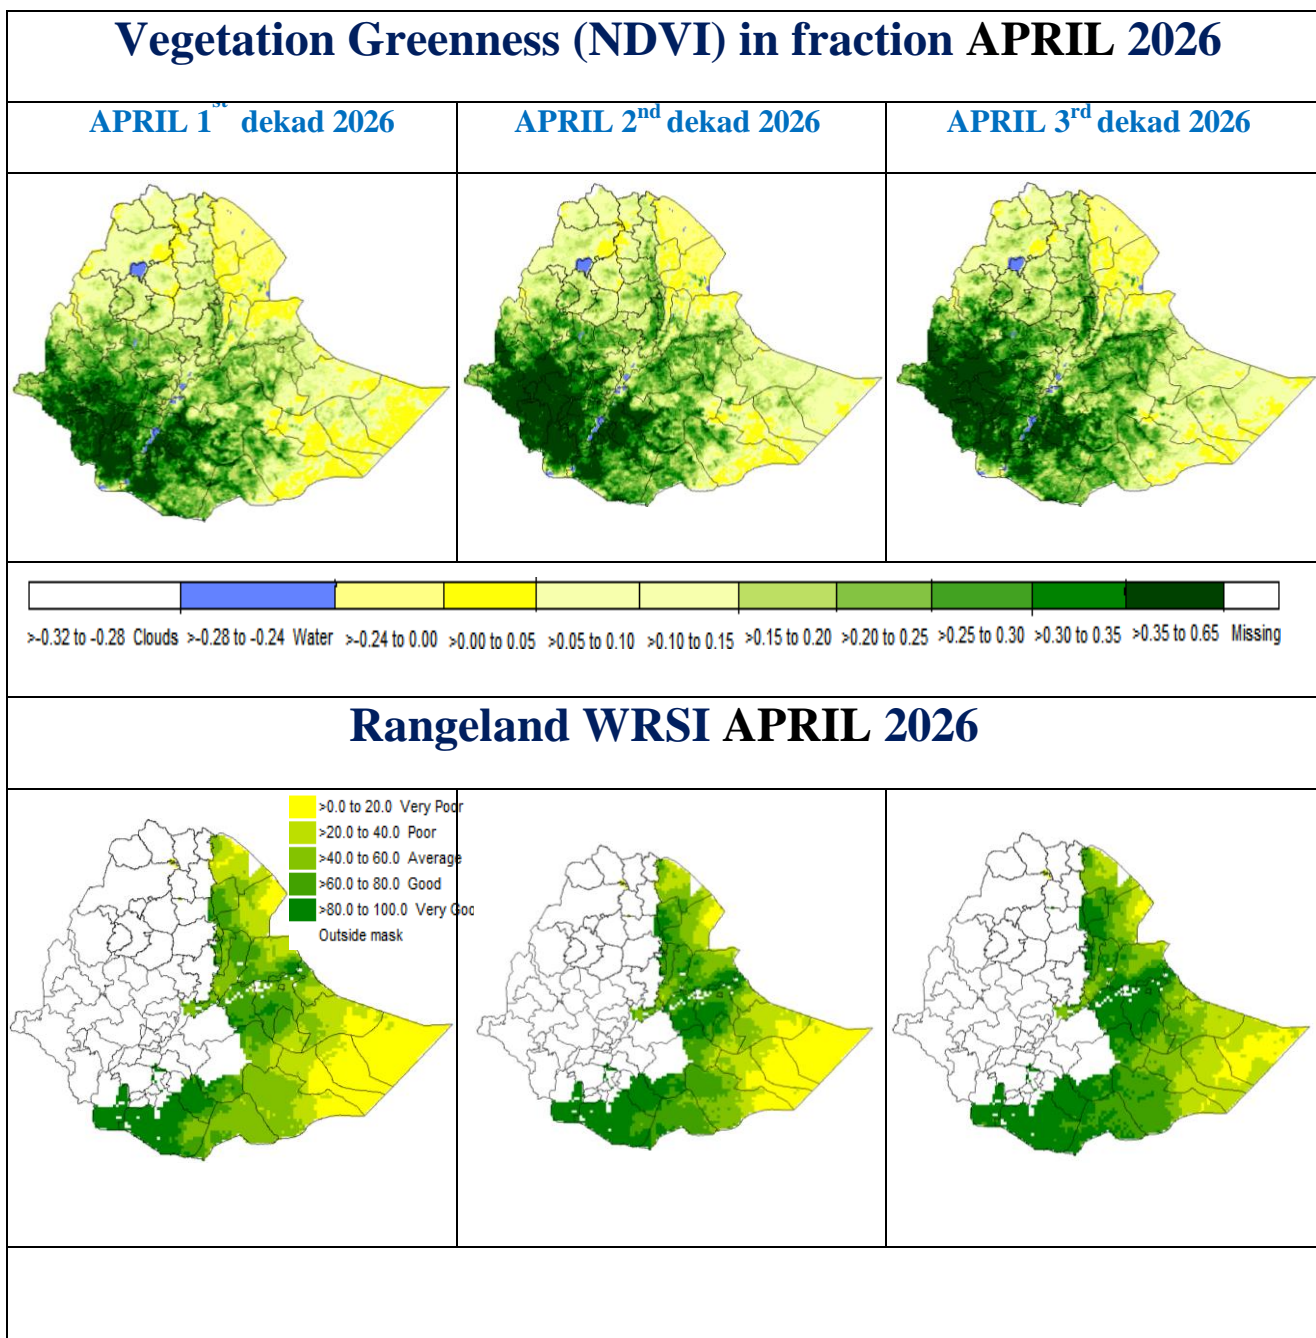 Vegetation Greenness (NDVI) in fraction APRIL 2026
APRIL 1st dekad 2026
APRIL 2nd dekad 2026
APRIL 3rd dekad 2026
>-0.32 to -0.28 Clouds >-0.28 to -0.24 Water >-0.24 to 0.00 >0.00 to 0.05 >0.05 to 0.10 >0.10 to 0.15 >0.15 to 0.20 >0.20 to 0.25 >0.25 to 0.30 >0.30 to 0.35 >0.35 to 0.65 Missing
Rangeland WRSI APRIL 2026
>0.0 to 20.0 Very Poor
>20.0 to 40.0 Poor
>40.0 to 60.0 Average
>60.0 to 80.0 Good
>80.0 to 100.0 Very Goo
Outside mask